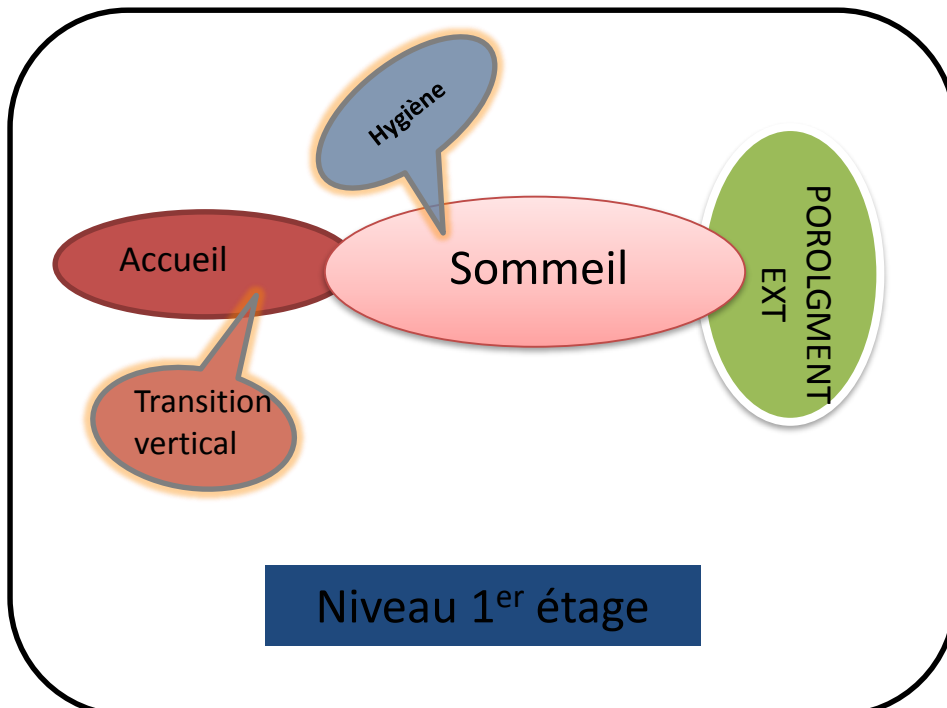 Hygiène
Accueil
Sommeil
POROLGMENT
EXT
Transition
vertical
Niveau 1er étage